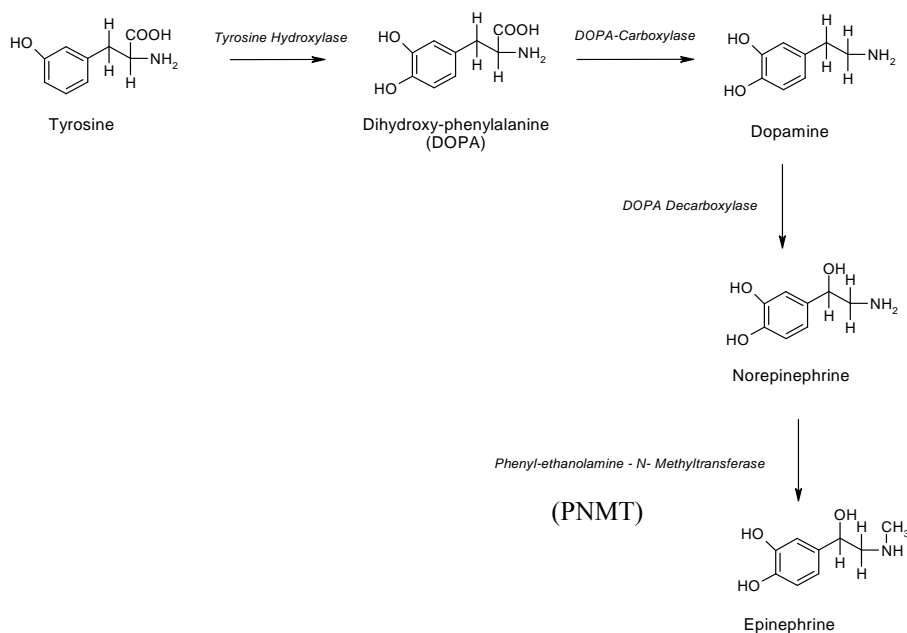 HO
H
H
COOH
H
NH2
Tyrosine
Tyrosine Hydroxylase
HO
HO
H
H
COOH
H
NH2
Dihydroxy-phenylalanine
(DOPA)
DOPA-Carboxylase
HO
HO
H
H
H
H
NH2
Dopamine
DOPA Decarboxylase
HO
HO
OH
H
H
H
NH2
Norepinephrine
Phenyl-ethanolamine - N- Methyltransferase
(PNMT)
HO
HO
OH
H
H
H
NH
CH3
Epinephrine